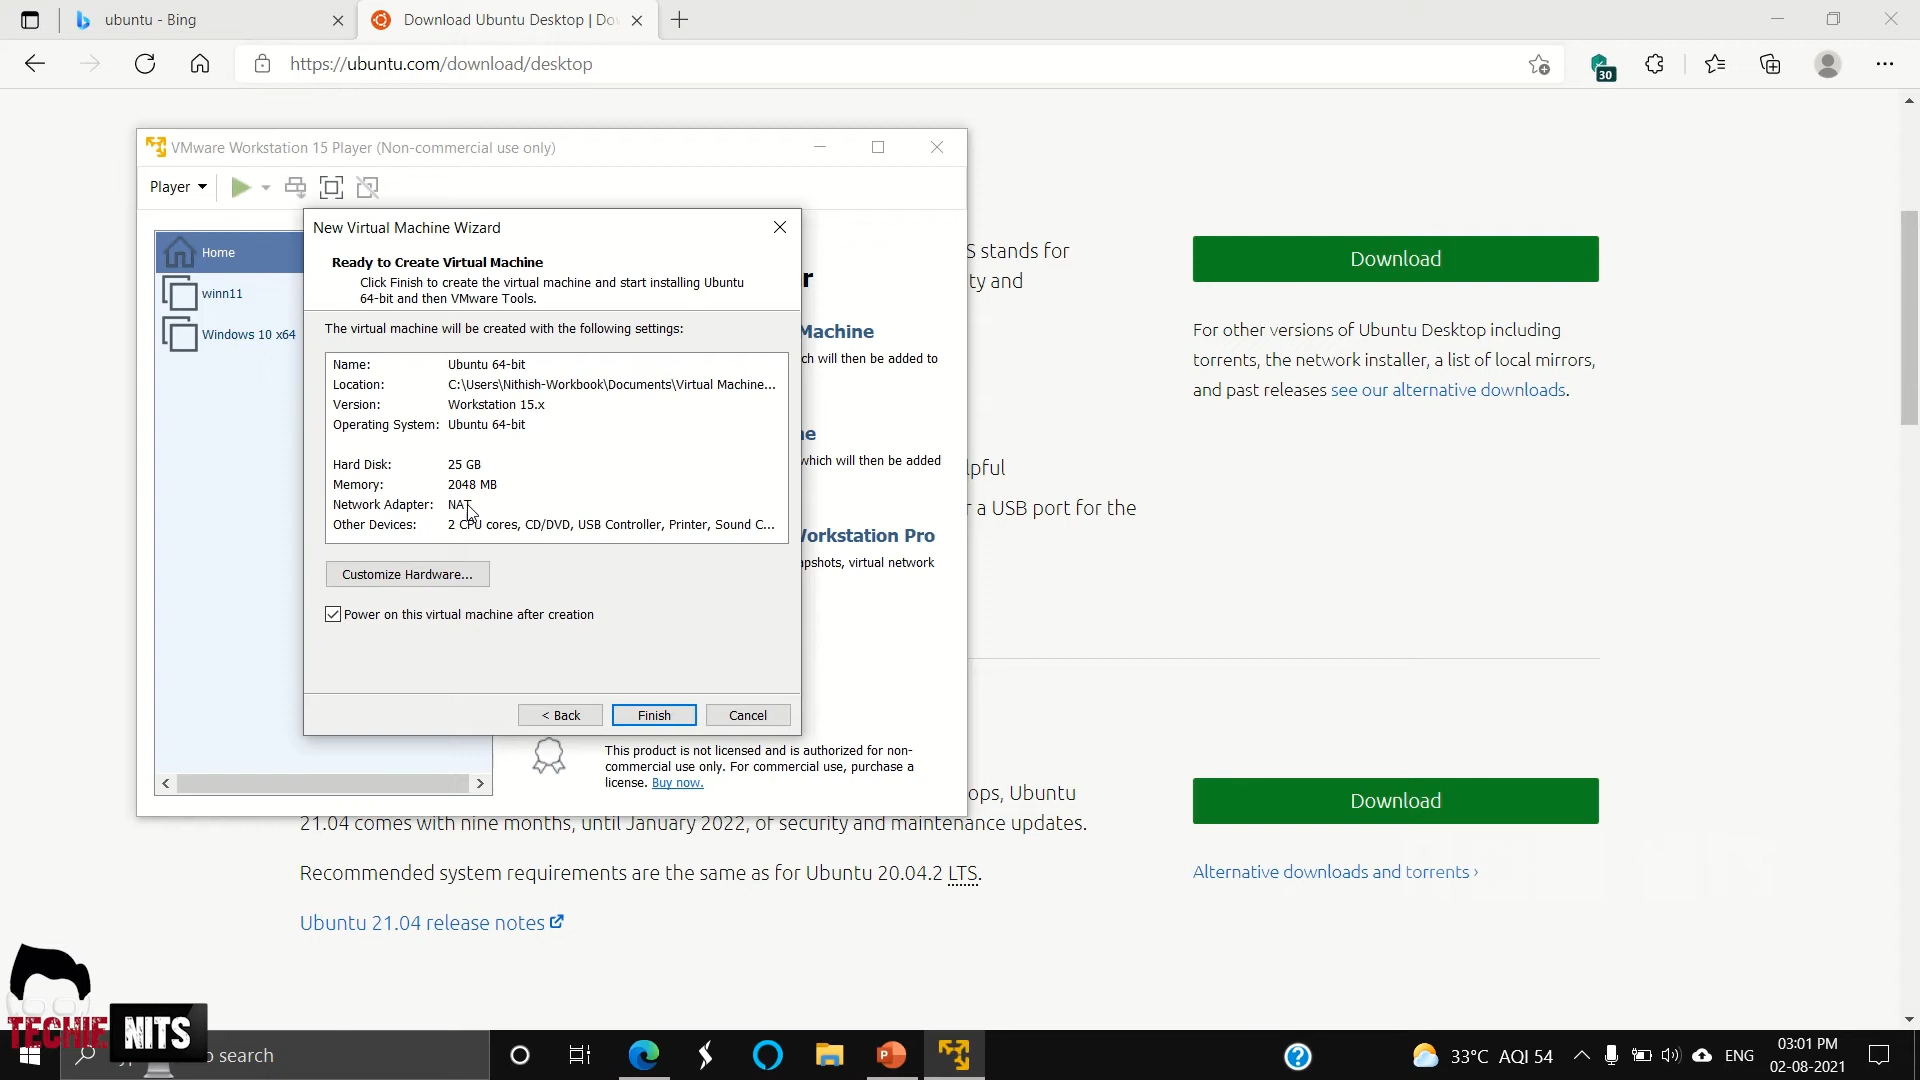 ubuntu - Bing
Download Ubuntu Desktop | Do
https://ubuntu.com/download/desktop
30
VMware Workstation 15 Player (Non-commercial use only)
Player
New Virtual Machine Wizard
Ready to Create Virtual Machine
Click Finish to create the virtual machine and start installing Ubuntu
64-bit and then VMware Tools.
The virtual machine will be created with the following settings:
Name: Ubuntu 64-bit
Location: C:\Users\Nithish-Workbook\Documents\Virtual Machine...
Version: Workstation 15.x
Operating System: Ubuntu 64-bit
Hard Disk: 25 GB
Memory: 2048 MB
Network Adapter: NAT
Other Devices: 2 CPU cores, CD/DVD, USB Controller, Printer, Sound C...
Customize Hardware...
Power on this virtual machine after creation
< Back
Finish
Cancel
Home
winn11
Windows 10 x64
r
Machine
ch will then be added to
ne
which will then be added
Workstation Pro
apshots, virtual network
This product is not licensed and is authorized for non-
commercial use only. For commercial use, purchase a
license. Buy now.
S stands for
ty and
lpful
r a USB port for the
Download
For other versions of Ubuntu Desktop including
torrents, the network installer, a list of local mirrors,
and past releases see our alternative downloads.
ops, Ubuntu
21.04 comes with nine months, until January 2022, of security and maintenance updates.
Recommended system requirements are the same as for Ubuntu 20.04.2 LTS.
Ubuntu 21.04 release notes
Download
Alternative downloads and torrents ›
TECHIE NITS
o search
33°C AQI 54
ENG
03:01 PM
02-08-2021